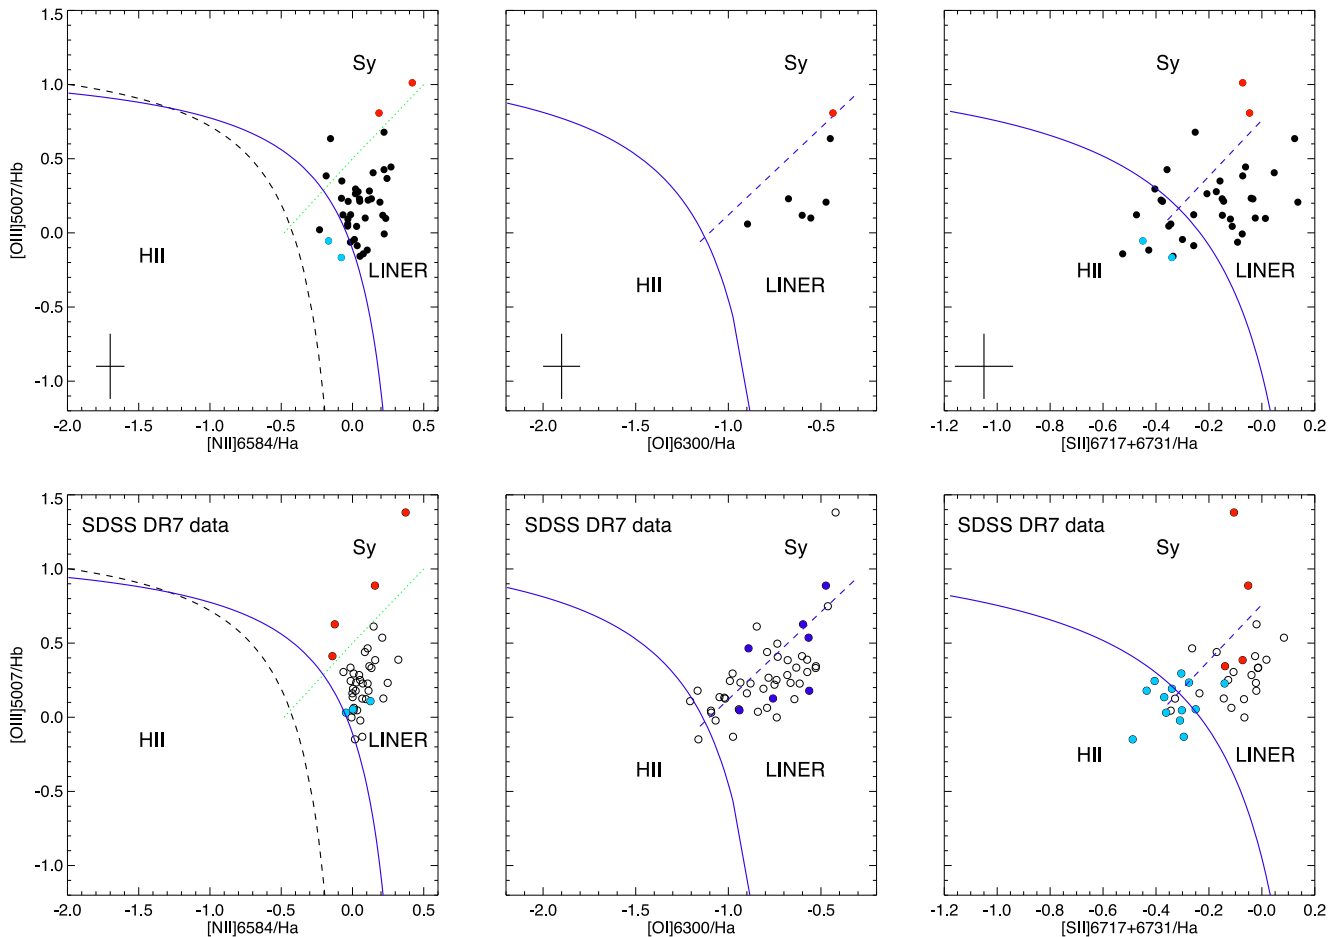 1.5
1.0
0.5
0.0
-0.5
-1.0
[OIII]5007/Hb
Sy
HII
LINER
-2.0 -1.5 -1.0 -0.5 0.0 0.5
[NII]6584/Ha
Sy
HII
LINER
-2.0 -1.5 -1.0 -0.5
[OI]6300/Ha
Sy
HII
LINER
-1.2 -1.0 -0.8 -0.6 -0.4 -0.2 -0.0 0.2
[SII]6717+6731/Ha
1.5
1.0
0.5
0.0
-0.5
-1.0
[OIII]5007/Hb
SDSS DR7 data
Sy
HII
LINER
-2.0 -1.5 -1.0 -0.5 0.0 0.5
[NII]6584/Ha
SDSS DR7 data
Sy
HII
LINER
-2.0 -1.5 -1.0 -0.5
[OI]6300/Ha
SDSS DR7 data
Sy
HII
LINER
-1.2 -1.0 -0.8 -0.6 -0.4 -0.2 -0.0 0.2
[SII]6717+6731/Ha